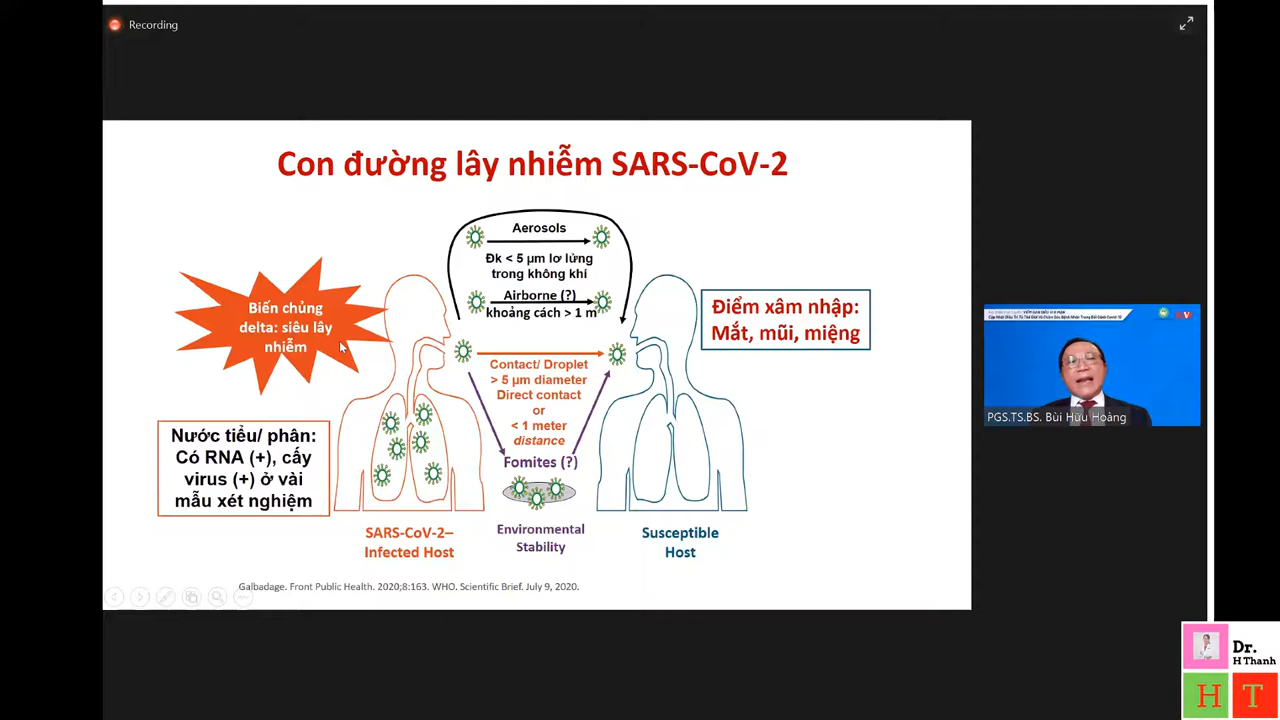 Recording
Con đường lây nhiễm SARS-CoV-2
Aerosols
Đk < 5 µm lơ lửng
trong không khí
Airborne (?)
khoảng cách > 1 m
Biến chủng
delta: siêu lây
nhiễm
Điểm xâm nhập:
Mắt, mũi, miệng
Contact/ Droplet
> 5 µm diameter
Direct contact
or
< 1 meter
distance
Fomites (?)
Nước tiểu/ phân:
Có RNA (+), cấy
virus (+) ở vài
mẫu xét nghiệm
SARS-CoV-2–
Infected Host
Environmental
Stability
Susceptible
Host
Galbadage. Front Public Health. 2020;8:163. WHO. Scientific Brief. July 9, 2020.
PGS.TS.BS. Bùi Hữu Hoàng
Dr.
H Thanh
H T